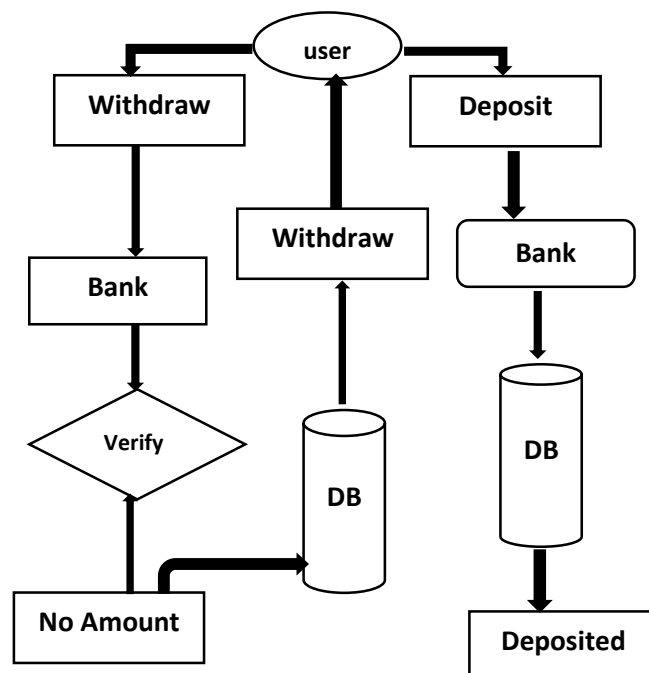 user
Withdraw
Deposit
Withdraw
Bank
Bank
Verify
DB
DB
No Amount
Deposited